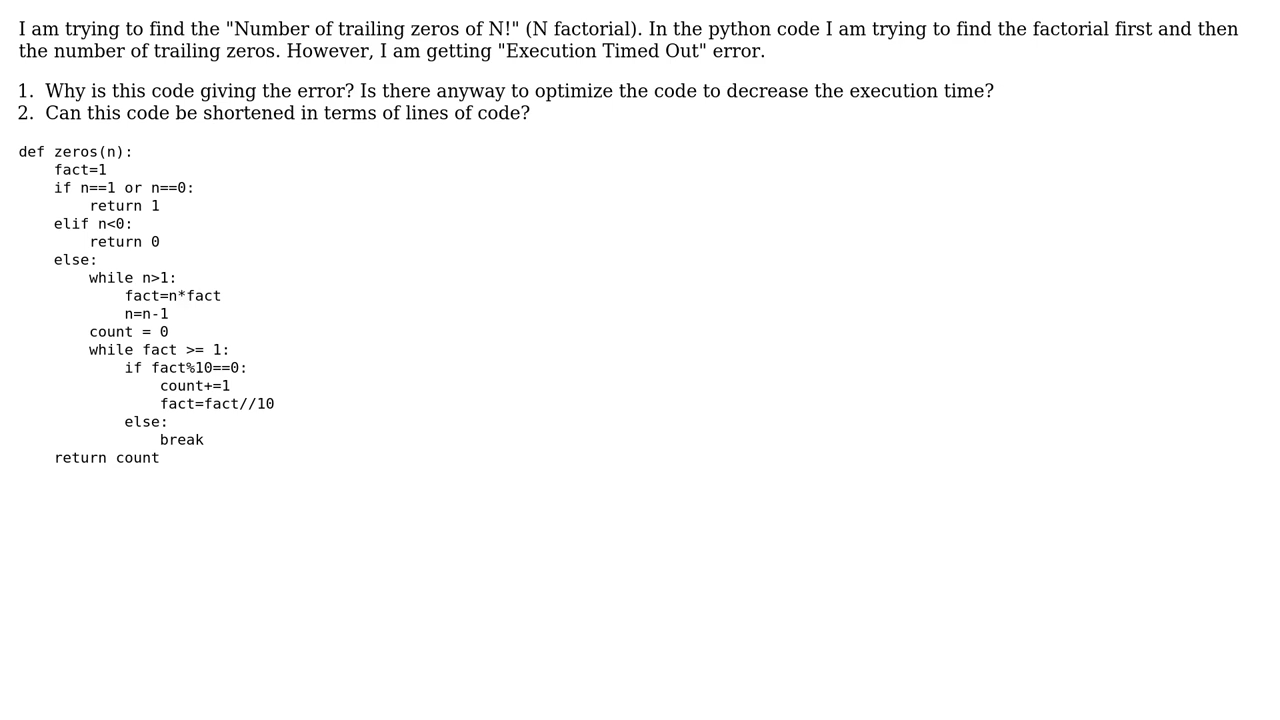 I am trying to find the "Number of trailing zeros of N!" (N factorial). In the python code I am trying to find the factorial first and then
the number of trailing zeros. However, I am getting "Execution Timed Out" error.
1. Why is this code giving the error? Is there anyway to optimize the code to decrease the execution time?
2. Can this code be shortened in terms of lines of code?
def zeros(n):
    fact=1
    if n==1 or n==0:
        return 1
    elif n<0:
        return 0
    else:
        while n>1:
            fact=n*fact
            n=n-1
        count = 0
        while fact >= 1:
            if fact%10==0:
                count+=1
                fact=fact//10
            else:
                break
    return count